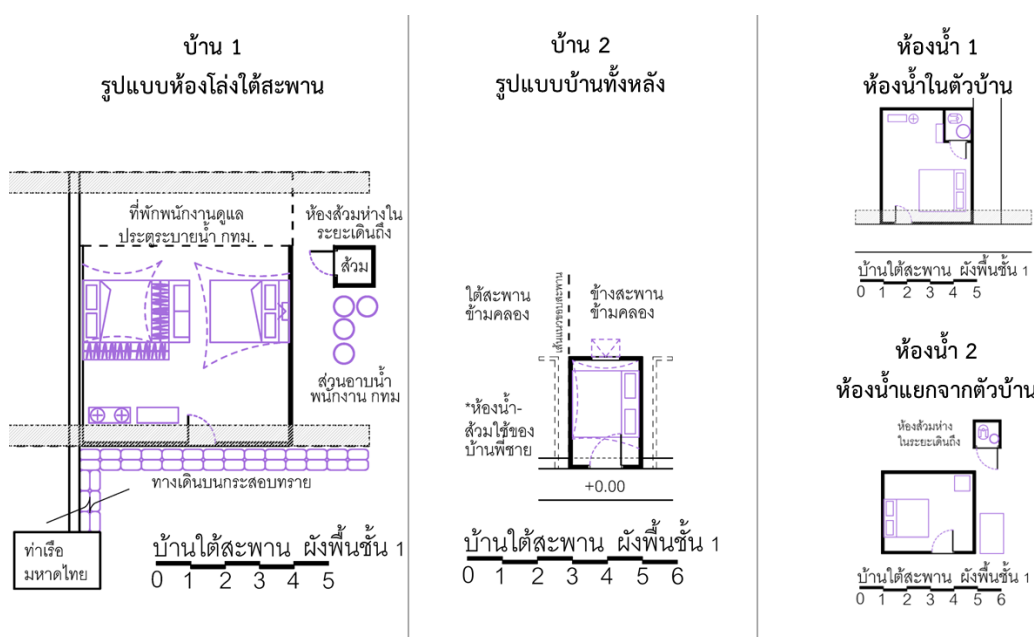 บ้าน 1
รูปแบบห้องโล่งใต้สะพาน
ที่พักพนักงานดูแล
ประตูระบายน้ำ กทม.
ห้องส้วมห่างใน
ระยะเดินถึง
ส้วม
ส่วนอาบน้ำ
พนักงาน กทม
ทางเดินบนกระสอบทราย
ท่าเรือ
มหาดไทย
บ้านใต้สะพาน ผังพื้นชั้น 1
0 1 2 3 4 5
บ้าน 2
รูปแบบบ้านทั้งหลัง
ใต้สะพาน
ข้ามคลอง
เส้นแนวขอบสะพาน
ข้างสะพาน
ข้ามคลอง
*ห้องน้ำ-
ส้วมใช้ของ
บ้านพี่ชาย
+0.00
บ้านใต้สะพาน ผังพื้นชั้น 1
0 1 2 3 4 5 6
ห้องน้ำ 1
ห้องน้ำในตัวบ้าน
บ้านใต้สะพาน ผังพื้นชั้น 1
0 1 2 3 4 5
ห้องน้ำ 2
ห้องน้ำแยกจากตัวบ้าน
ห้องส้วมห่าง
ในระยะเดินถึง
บ้านใต้สะพาน ผังพื้นชั้น 1
0 1 2 3 4 5 6